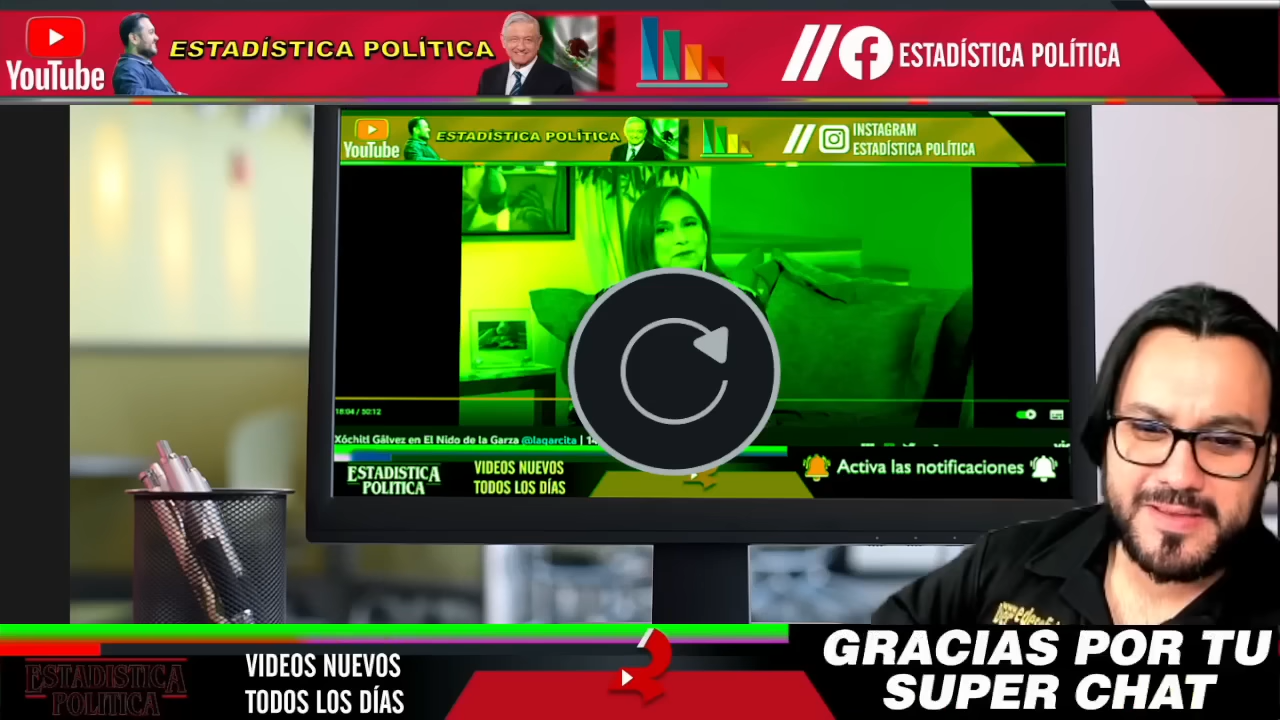 YouTube
ESTADÍSTICA POLÍTICA
ESTADÍSTICA POLÍTICA
YouTube
ESTADÍSTICA POLÍTICA
INSTAGRAM
ESTADÍSTICA POLÍTICA
18:04 / 50:12
Xóchitl Gálvez en El Nido de la Garza @lagarcita | 14
ESTADISTICA
POLITICA
VIDEOS NUEVOS
TODOS LOS DÍAS
Activa las notificaciones
ESTADISTICA
POLITICA
VIDEOS NUEVOS
TODOS LOS DÍAS
GRACIAS POR TU
SUPER CHAT